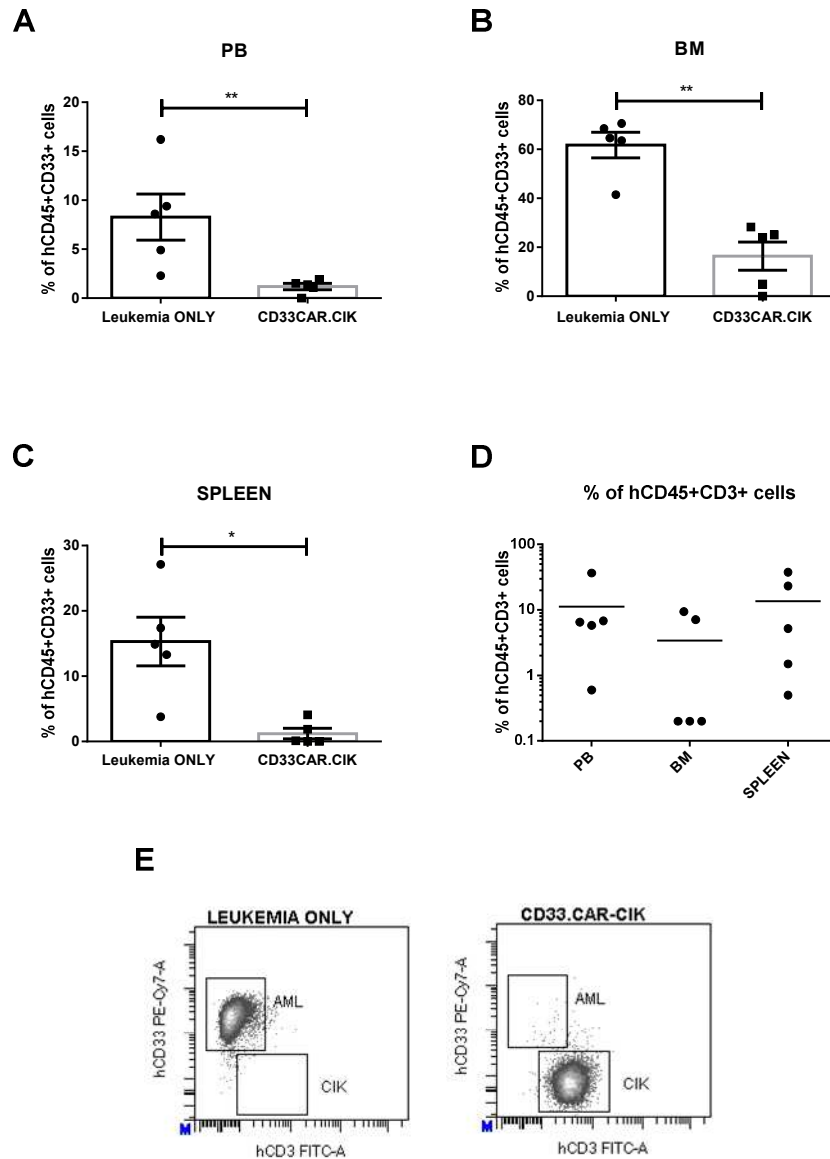 A
PB
% of hCD45+CD33+ cells
20
15
10
5
0
**
Leukemia ONLY
CD33CAR.CIK
B
BM
% of hCD45+CD33+ cells
80
60
40
20
0
**
Leukemia ONLY
CD33CAR.CIK
C
SPLEEN
% of hCD45+CD33+ cells
30
20
10
0
*
Leukemia ONLY
CD33CAR.CIK
D
% of hCD45+CD3+ cells
% of hCD45+CD3+ cells
100
10
1
0.1
PB
BM
SPLEEN
E
LEUKEMIA ONLY
hCD33 PE-Cy7-A
AML
CIK
M
hCD3 FITC-A
CD33.CAR-CIK
hCD33 PE-Cy7-A
AML
CIK
M
hCD3 FITC-A